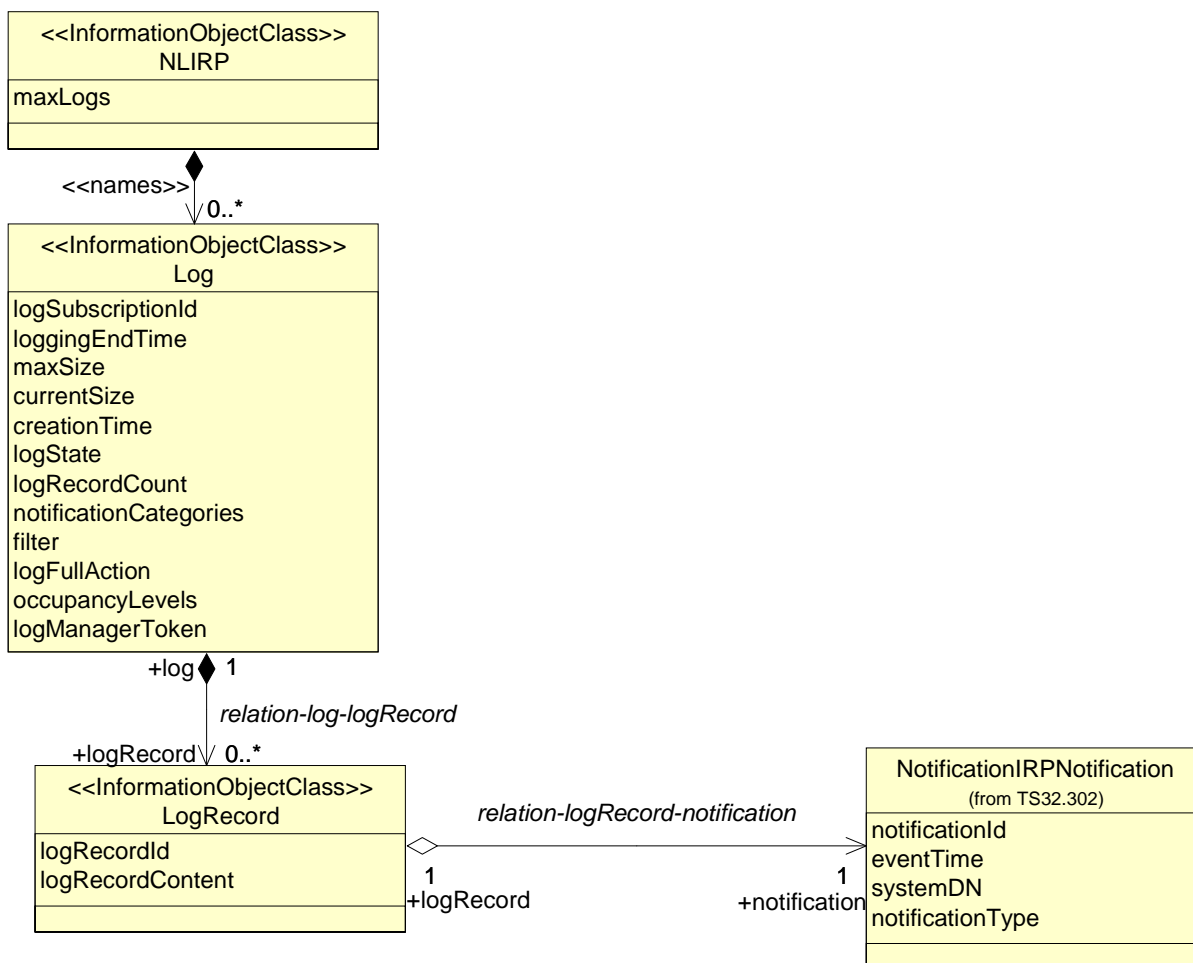 <<InformationObjectClass>>
NLIRP
maxLogs
<<names>>
0..*
<<InformationObjectClass>>
Log
logSubscriptionId
loggingEndTime
maxSize
currentSize
creationTime
logState
logRecordCount
notificationCategories
filter
logFullAction
occupancyLevels
logManagerToken
+log 1
relation-log-logRecord
+logRecord 0..*
<<InformationObjectClass>>
LogRecord
logRecordId
logRecordContent
relation-logRecord-notification
1
+logRecord
1
+notification
NotificationIRPNotification
(from TS32.302)
notificationId
eventTime
systemDN
notificationType